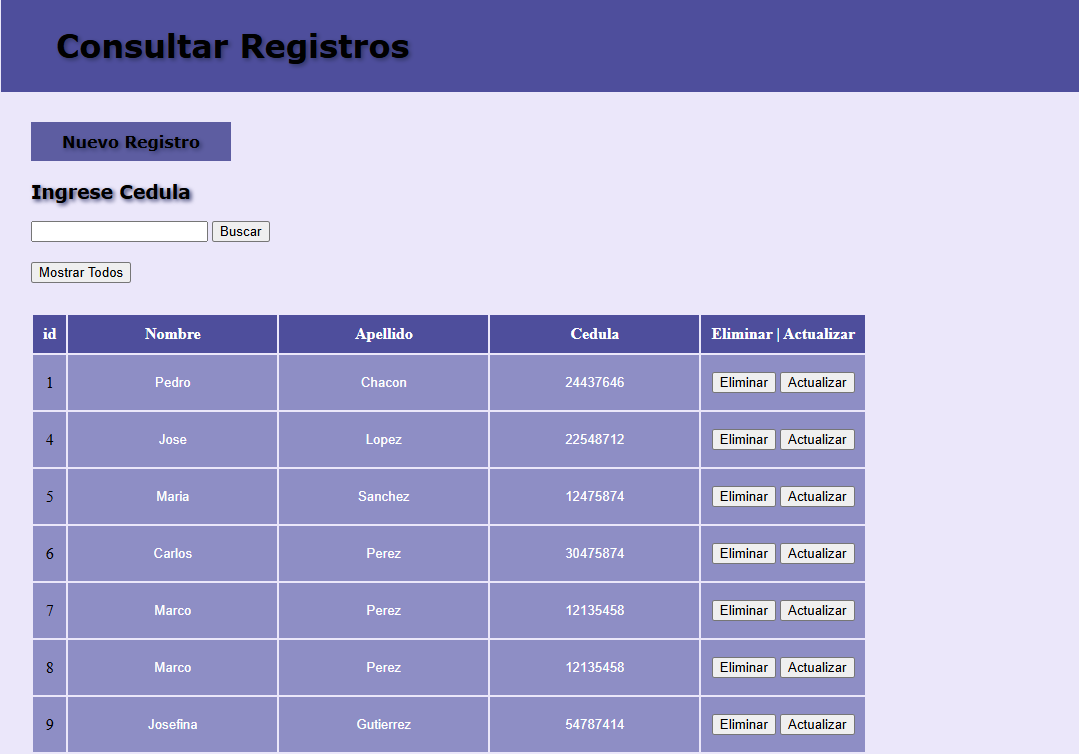 Consultar Registros
Nuevo Registro
Ingrese Cedula
Buscar
Mostrar Todos
id Nombre Apellido Cedula Eliminar | Actualizar
1 Pedro Chacon 24437646 Eliminar Actualizar
4 Jose Lopez 22548712 Eliminar Actualizar
5 Maria Sanchez 12475874 Eliminar Actualizar
6 Carlos Perez 30475874 Eliminar Actualizar
7 Marco Perez 12135458 Eliminar Actualizar
8 Marco Perez 12135458 Eliminar Actualizar
9 Josefina Gutierrez 54787414 Eliminar Actualizar